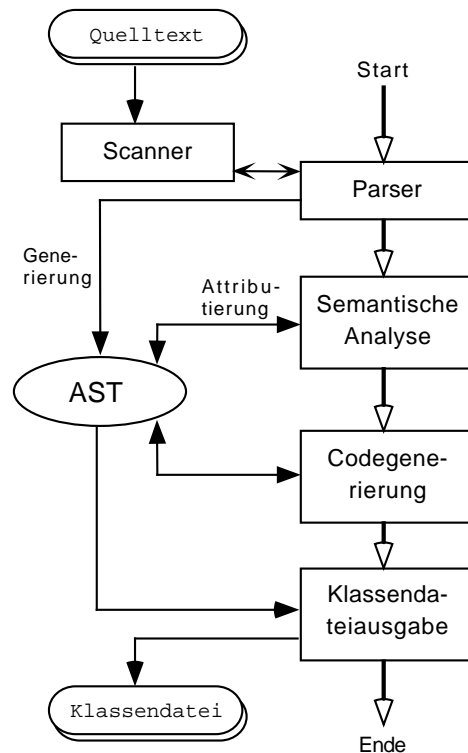 Quelltext
Start
Scanner
Parser
Gene-
rierung
Attribu-
tierung
Semantische
Analyse
AST
Codegene-
rierung
Klassenda-
teiausgabe
Klassendatei
Ende